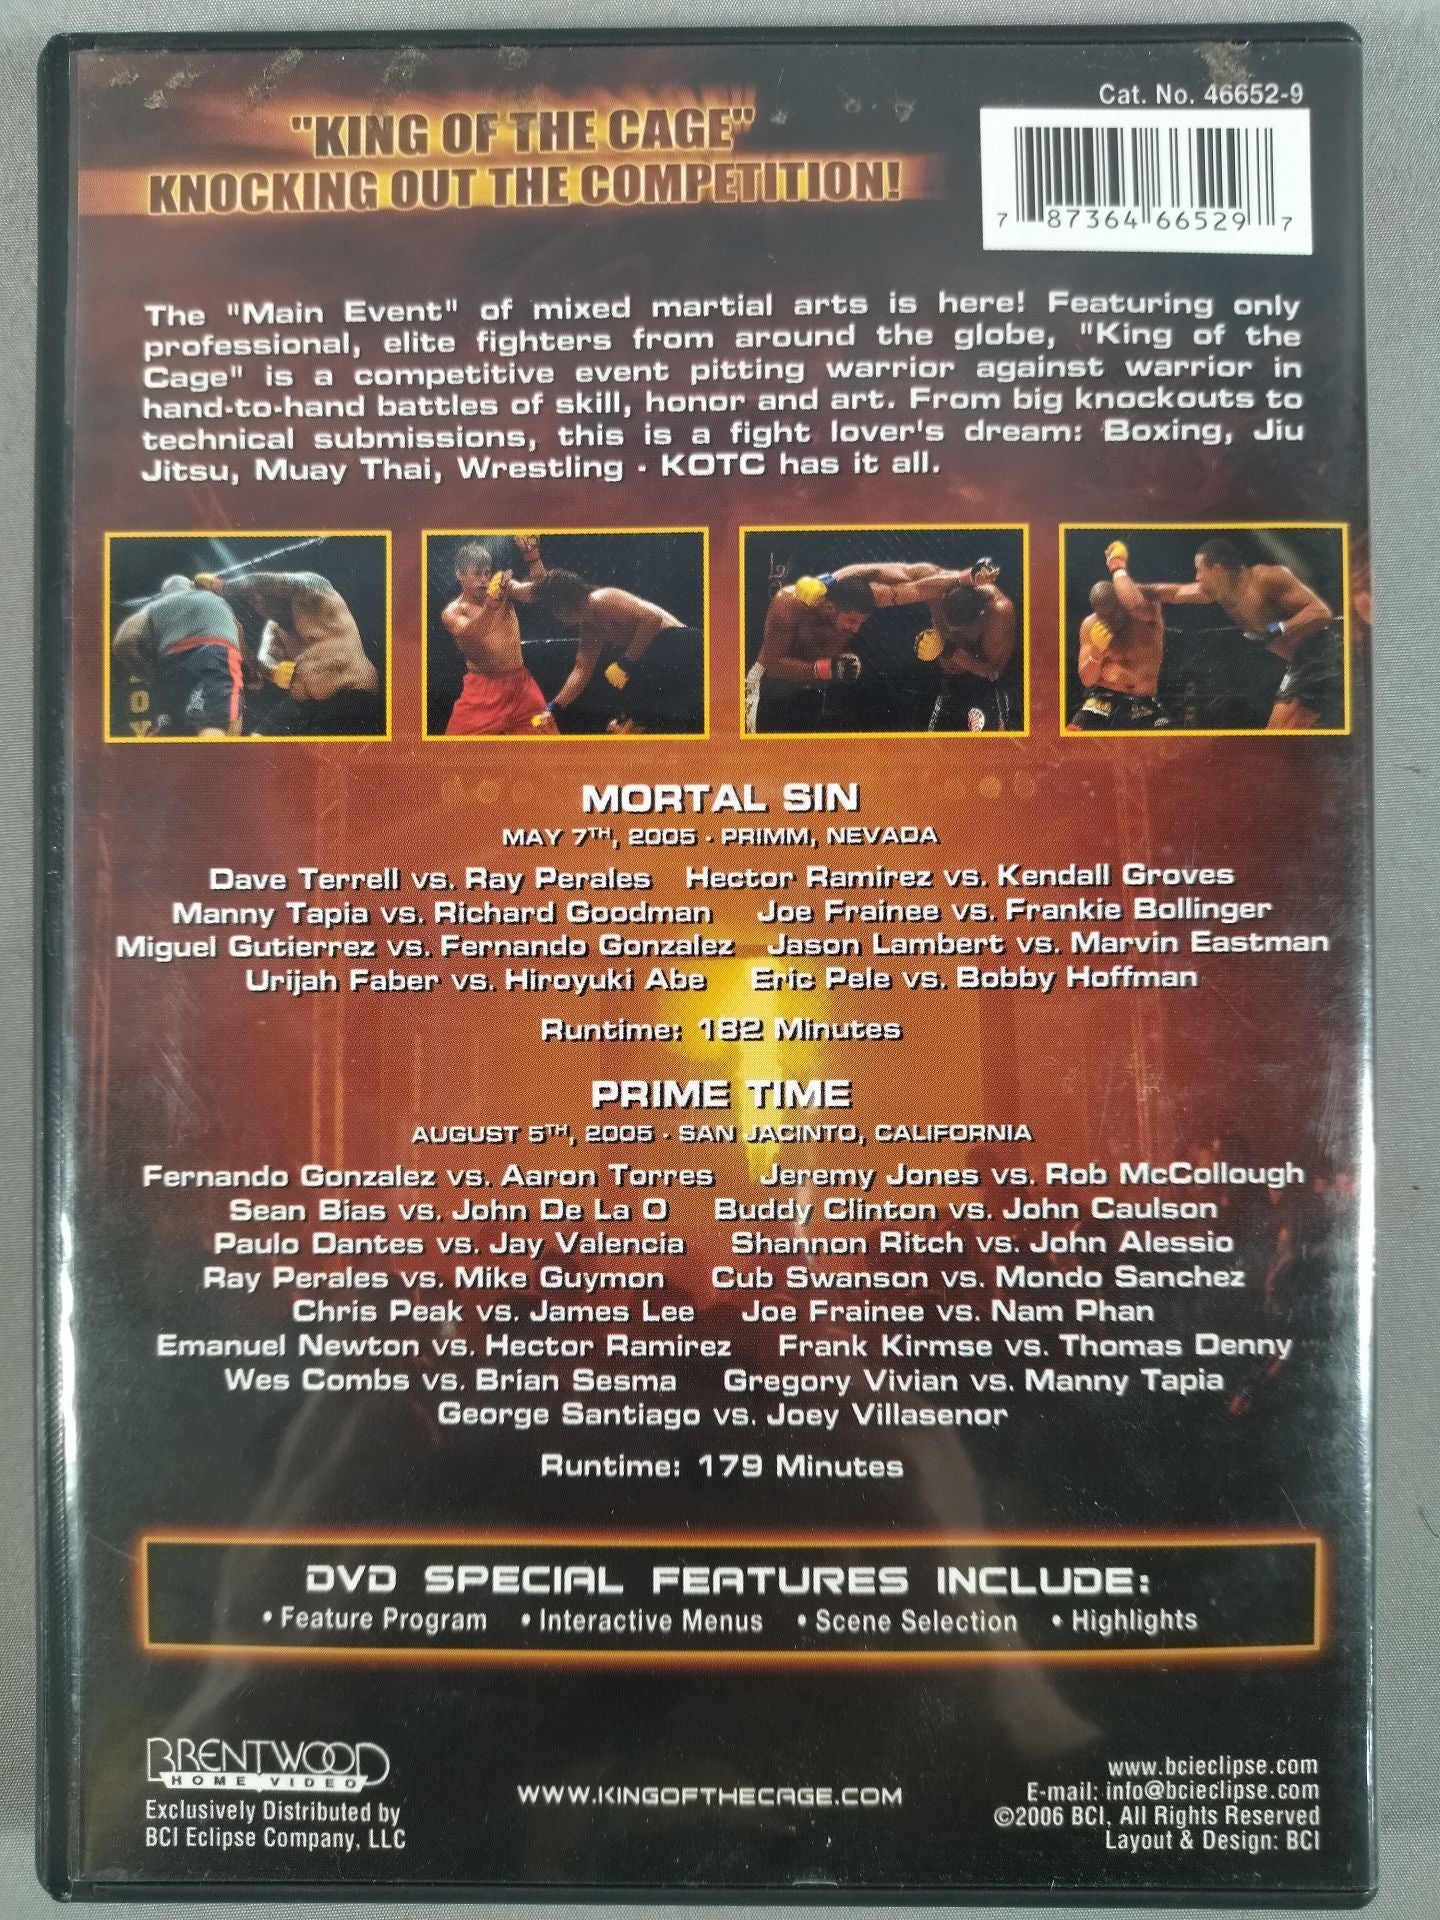 "KING OF THE CAGE"
KNOCKING OUT THE COMPETITION!
Cat. No. 46652-9
7 87364 66529 7
The "Main Event" of mixed martial arts is here! Featuring only
professional, elite fighters from around the globe, "King of the
Cage" is a competitive event pitting warrior against warrior in
hand-to-hand battles of skill, honor and art. From big knockouts to
technical submissions, this is a fight lover's dream: Boxing, Jiu
Jitsu, Muay Thai, Wrestling - KOTC has it all.
MORTAL SIN
MAY 7TH, 2005 - PRIMM, NEVADA
Dave Terrell vs. Ray Perales Hector Ramirez vs. Kendall Groves
Manny Tapia vs. Richard Goodman Joe Frainee vs. Frankie Bollinger
Miguel Gutierrez vs. Fernando Gonzalez Jason Lambert vs. Marvin Eastman
Urijah Faber vs. Hiroyuki Abe Eric Pele vs. Bobby Hoffman
Runtime: 182 Minutes
PRIME TIME
AUGUST 5TH, 2005 - SAN JACINTO, CALIFORNIA
Fernando Gonzalez vs. Aaron Torres Jeremy Jones vs. Rob McCollough
Sean Bias vs. John De La O Buddy Clinton vs. John Caulson
Paulo Dantes vs. Jay Valencia Shannon Ritch vs. John Alessio
Ray Perales vs. Mike Guymon Cub Swanson vs. Mondo Sanchez
Chris Peak vs. James Lee Joe Frainee vs. Nam Phan
Emanuel Newton vs. Hector Ramirez Frank Kirmse vs. Thomas Denny
Wes Combs vs. Brian Sesma Gregory Vivian vs. Manny Tapia
George Santiago vs. Joey Villasenor
Runtime: 179 Minutes
DVD SPECIAL FEATURES INCLUDE:
• Feature Program • Interactive Menus • Scene Selection • Highlights
BRENTWOOD
HOME VIDEO
Exclusively Distributed by
BCI Eclipse Company, LLC
WWW.KINGOFTHECAGE.COM
www.bcieclipse.com
E-mail: info@bcieclipse.com
©2006 BCI, All Rights Reserved
Layout & Design: BCI